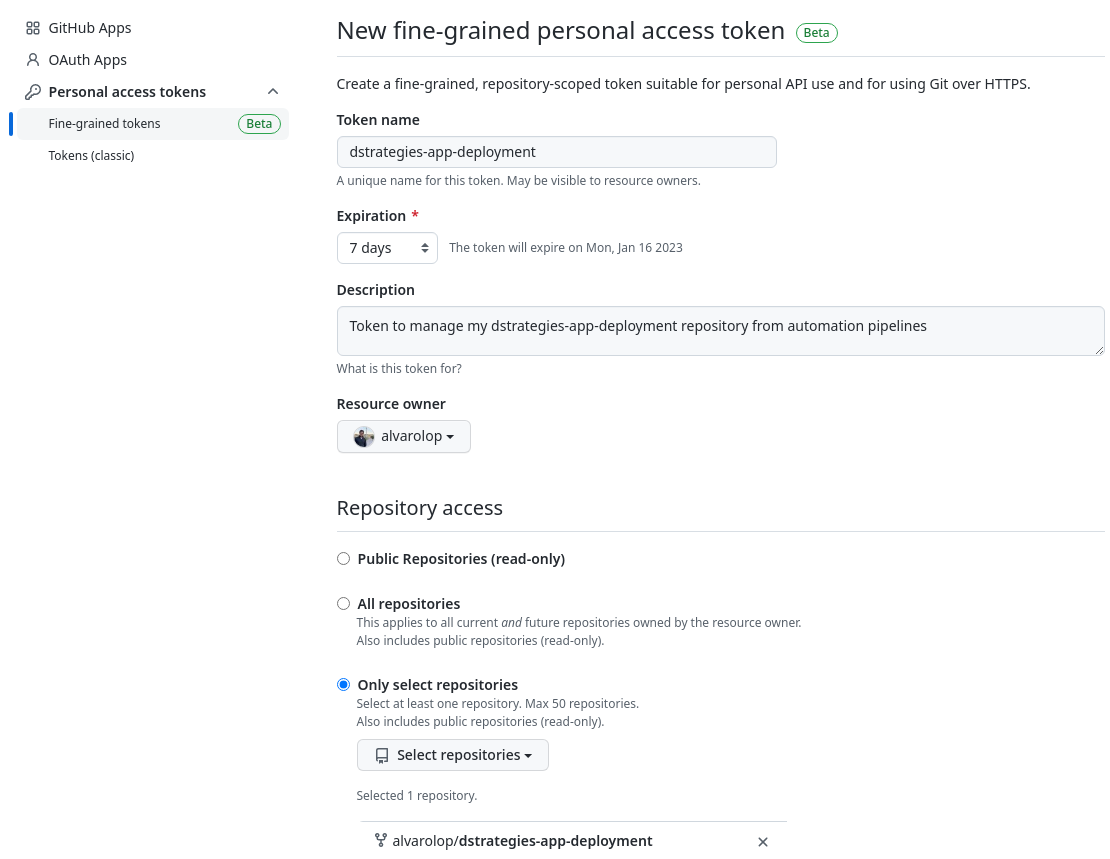 GitHub Apps
OAuth Apps
Personal access tokens
Fine-grained tokens Beta
Tokens (classic)
New fine-grained personal access token Beta
Create a fine-grained, repository-scoped token suitable for personal API use and for using Git over HTTPS.
Token name
dstrategies-app-deployment
A unique name for this token. May be visible to resource owners.
Expiration *
7 days The token will expire on Mon, Jan 16 2023
Description
Token to manage my dstrategies-app-deployment repository from automation pipelines
What is this token for?
Resource owner
alvarolop
Repository access
Public Repositories (read-only)
All repositories
This applies to all current and future repositories owned by the resource owner.
Also includes public repositories (read-only).
Only select repositories
Select at least one repository. Max 50 repositories.
Also includes public repositories (read-only).
Select repositories
Selected 1 repository.
alvarolop/dstrategies-app-deployment